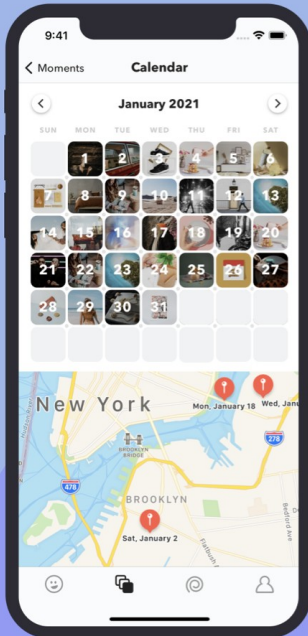 9:41
Moments
Calendar
January 2021
SUN MON TUE WED THU FRI SAT
1 2 3 4 5 6
7 8 9 10 11 12 13
14 15 16 17 18 19 20
21 22 23 24 25 26 27
28 29 30 31
New York
Mon, January 18
Wed, Janu
BROOKLYN
BRIDGE
278
478
BROOKLYN
Bedford Ave
Sat, January 2
Flatbush